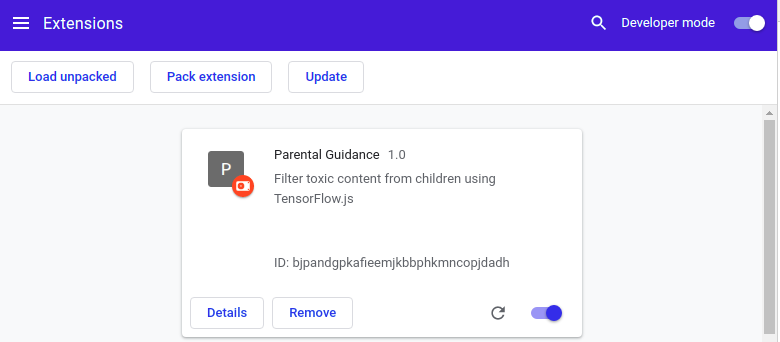 Extensions
Developer mode
Load unpacked
Pack extension
Update
P
Parental Guidance 1.0
Filter toxic content from children using
TensorFlow.js
ID: bjpandgpkafieemjkbbphkmncopjdadh
Details
Remove